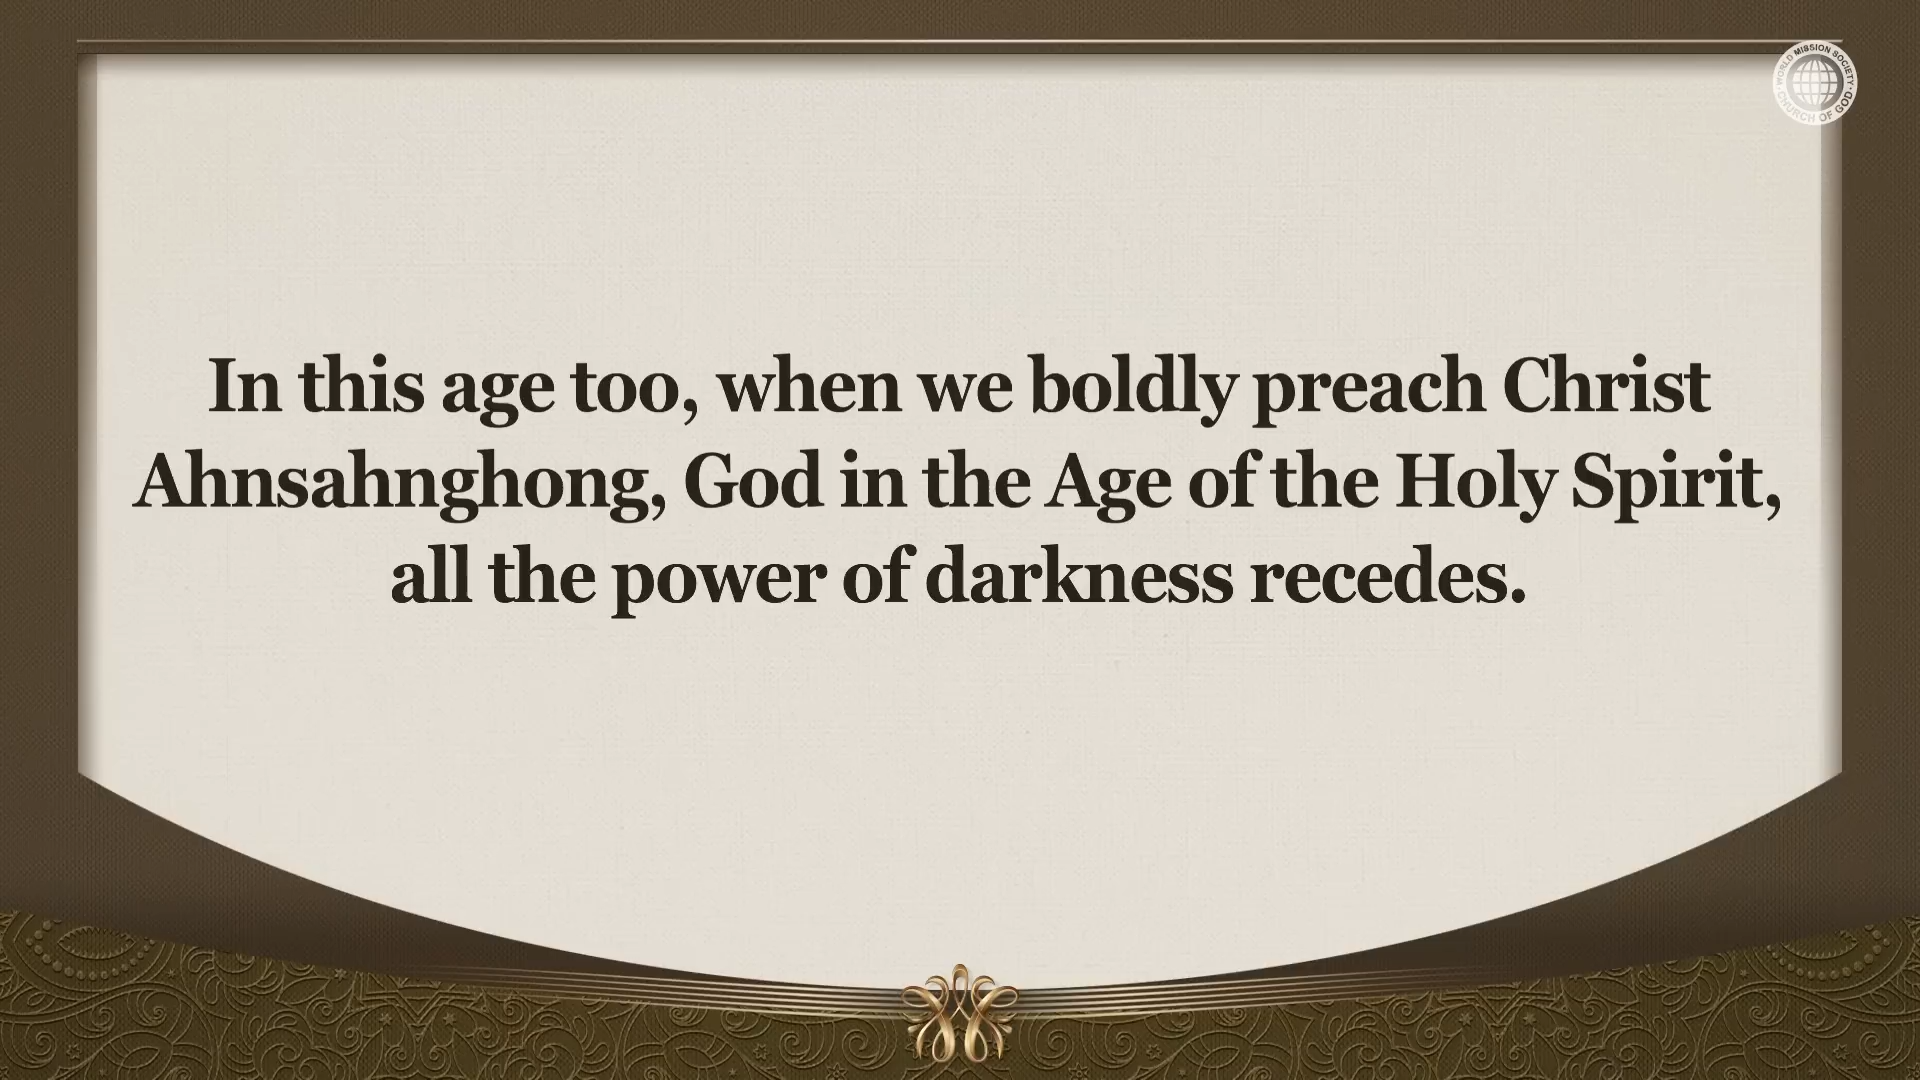 WORLD MISSION SOCIETY
CHURCH OF GOD
In this age too, when we boldly preach Christ
Ahnsahnghong, God in the Age of the Holy Spirit,
all the power of darkness recedes.